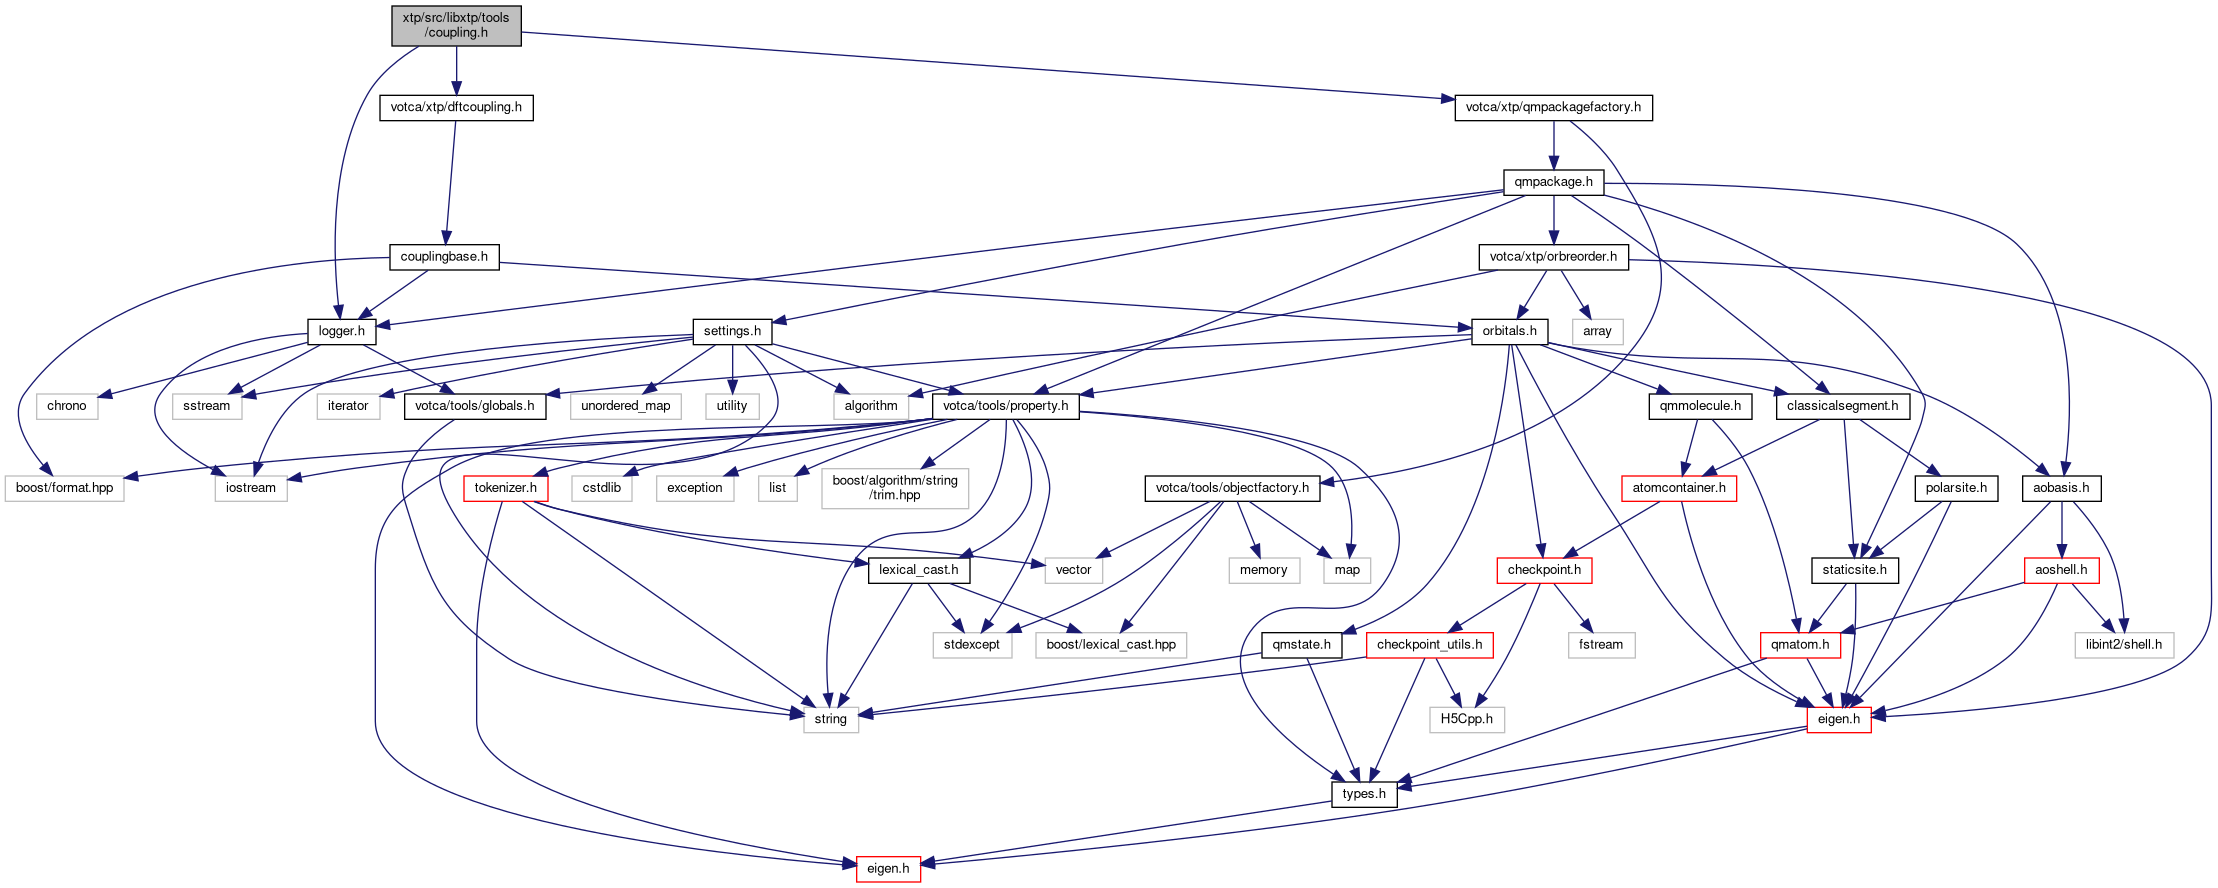 xtp/src/libxtp/tools
/coupling.h
votca/xtp/dftcoupling.h
votca/xtp/qmpackagefactory.h
qmpackage.h
couplingbase.h
votca/xtp/orbreorder.h
logger.h
settings.h
orbitals.h
array
chrono
sstream
iterator
votca/tools/globals.h
unordered_map
utility
algorithm
votca/tools/property.h
qmmolecule.h
classicalsegment.h
boost/format.hpp
iostream
tokenizer.h
cstdlib
exception
list
boost/algorithm/string
/trim.hpp
votca/tools/objectfactory.h
atomcontainer.h
polarsite.h
aobasis.h
lexical_cast.h
vector
memory
map
checkpoint.h
staticsite.h
aoshell.h
stdexcept
boost/lexical_cast.hpp
qmstate.h
checkpoint_utils.h
fstream
qmatom.h
libint2/shell.h
string
H5Cpp.h
eigen.h
types.h
eigen.h